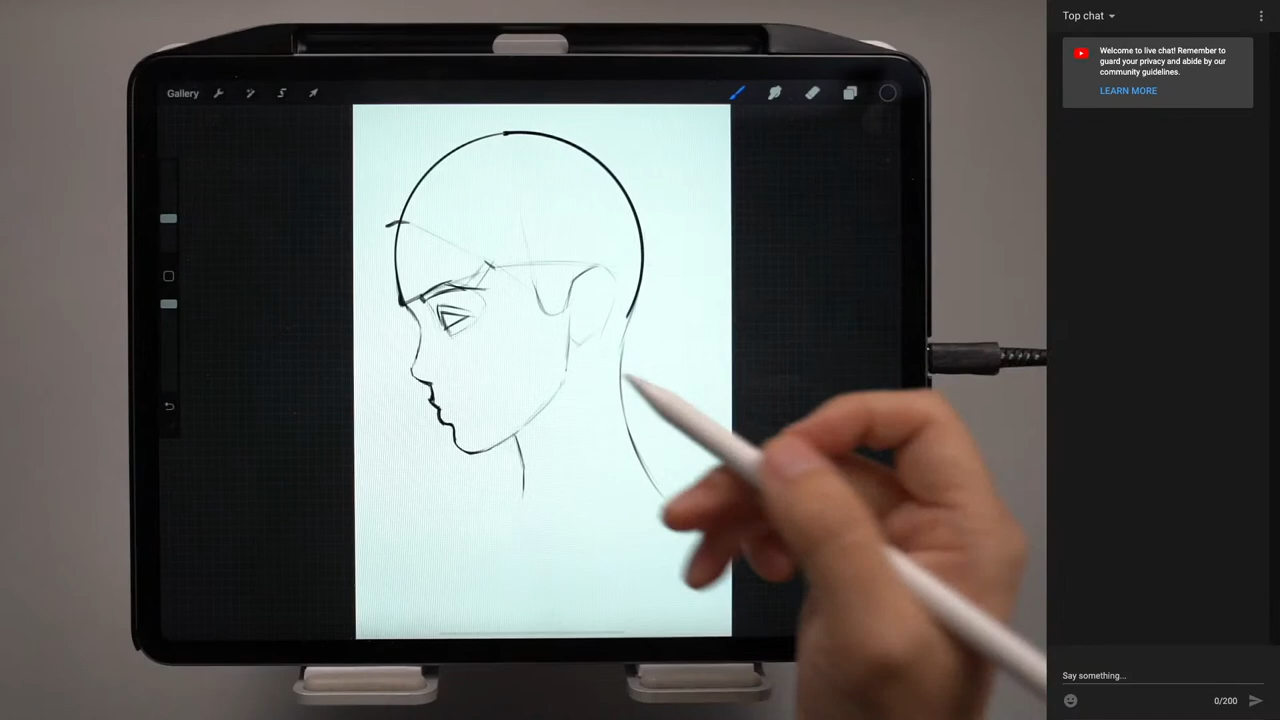 Top chat
Welcome to live chat! Remember to
guard your privacy and abide by our
community guidelines.
LEARN MORE
Gallery
Say something...
0/200